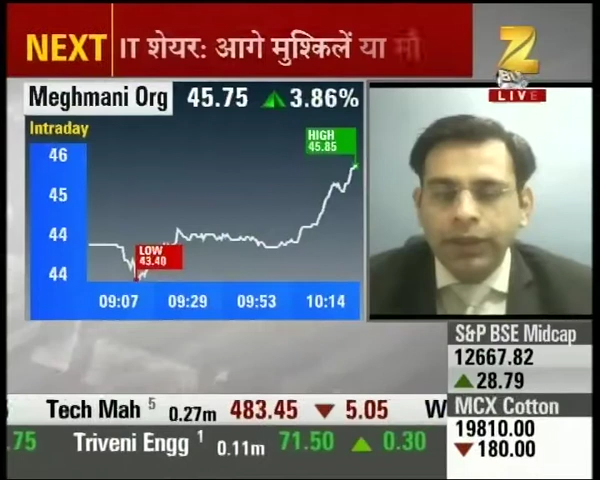 NEXT IT शेयर: आगे मुश्किलें या
LIVE
Meghmani Org 45.75 ▲ 3.86%
Intraday
HIGH
45.85
46
45
44
44
LOW
43.40
09:07 09:29 09:53 10:14
S&P BSE Midcap
12667.82
▲ 28.79
MCX Cotton
19810.00
▼ 180.00
Tech Mah 5 0.27m 483.45 ▼ 5.05 W
.75 Triveni Engg 1 0.11m 71.50 ▲ 0.30